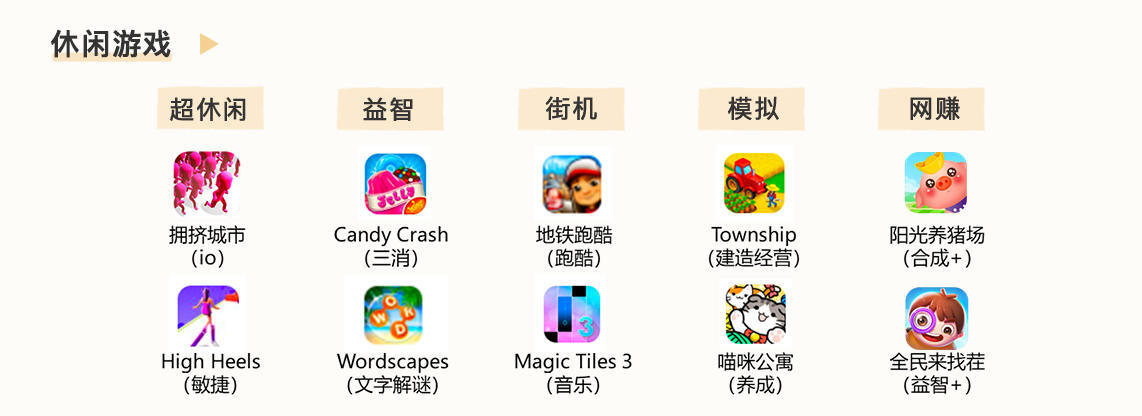 休闲游戏
超休闲
益智
街机
模拟
网赚
JELLY
拥挤城市
（io）
Candy Crash
（三消）
地铁跑酷
（跑酷）
Township
（建造经营）
阳光养猪场
（合成+）
W O R D
3
High Heels
（敏捷）
Wordscapes
（文字解谜）
Magic Tiles 3
（音乐）
喵咪公寓
（养成）
全民来找茬
（益智+）